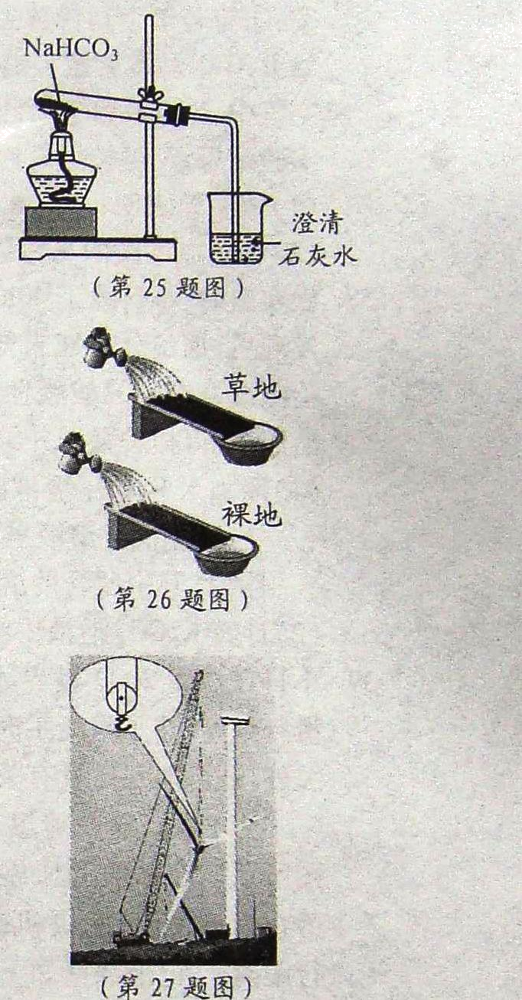 NaHCO₃
澄清
石灰水
(第 25 题图)
草地
裸地
(第 26 题图)
(第 27 题图)